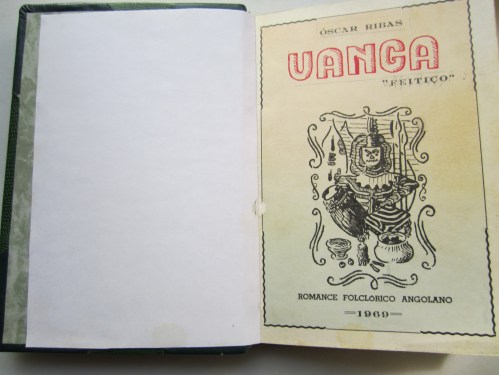 ÓSCAR RIBAS
UANGA
"FEITIÇO"
ROMANCE FOLCLÓRICO ANGOLANO
1969